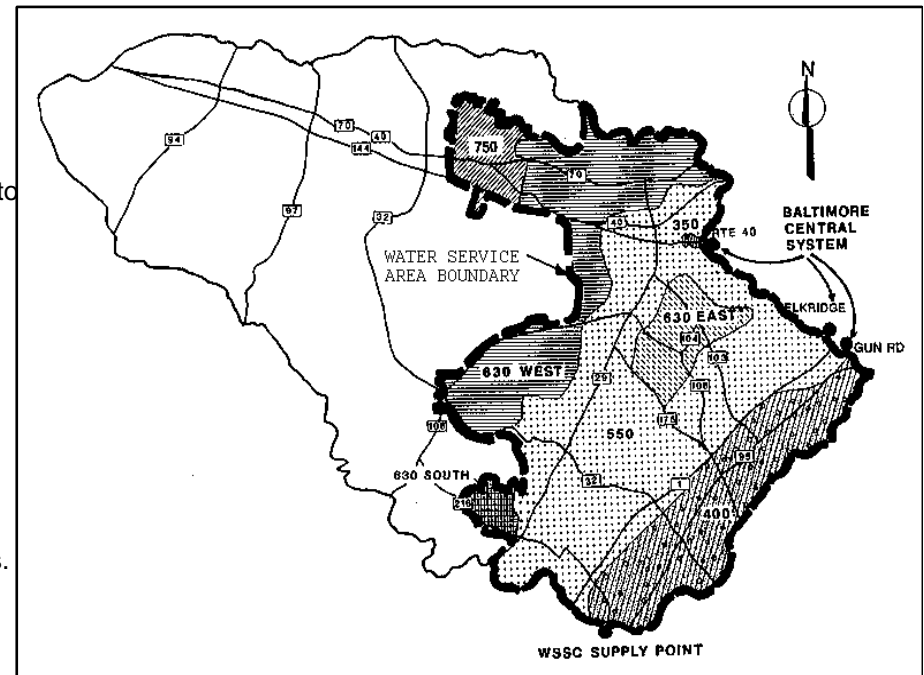 N
94
70
40
144
750
70
97
32
40
350
RTE 40
BALTIMORE
CENTRAL
SYSTEM
to
WATER SERVICE
AREA BOUNDARY
630 EAST
ELKRIDGE
104
GUN RD
103
630 WEST
29
108
108
175
550
95
630 SOUTH
32
1
216
400
s.
WSSC SUPPLY POINT